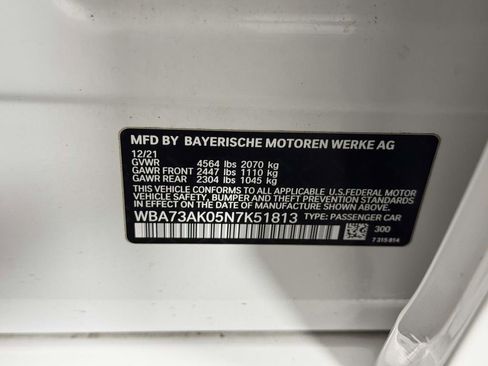 MFD BY BAYERISCHE MOTOREN WERKE AG
12/21
GVWR 4564 lbs 2070 kg
GAWR FRONT 2447 lbs 1110 kg
GAWR REAR 2304 lbs 1045 kg
THIS VEHICLE CONFORMS TO ALL APPLICABLE U.S. FEDERAL MOTOR
VEHICLE SAFETY, BUMPER AND THEFT PREVENTION STANDARDS
IN EFFECT ON THE DATE OF MANUFACTURE SHOWN ABOVE.
WBA73AK05N7K51813 TYPE: PASSENGER CAR
300
7 315 814